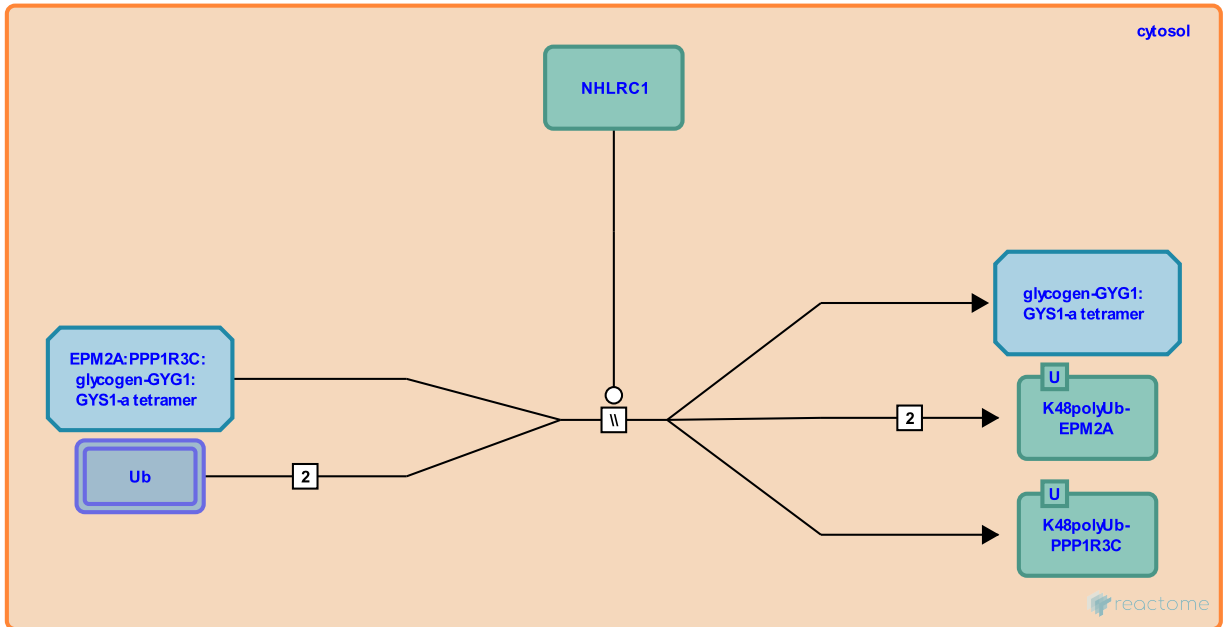 cytosol
NHLRC1
glycogen-GYG1:
GYS1-a tetramer
EPM2A:PPP1R3C:
glycogen-GYG1:
GYS1-a tetramer
U
K48polyUb-
EPM2A
\\
2
Ub
2
U
K48polyUb-
PPP1R3C
reactome